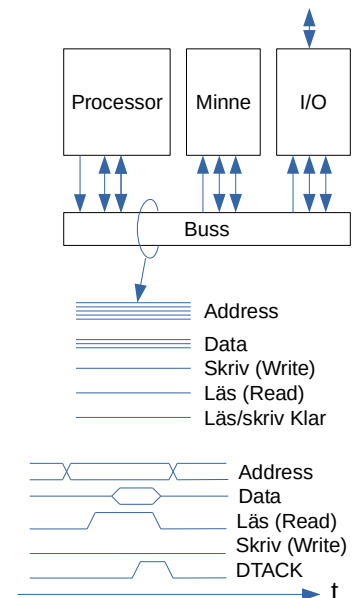 Processor Minne I/O
Buss
Address
Data
Skriv (Write)
Läs (Read)
Läs/skriv Klar
Address
Data
Läs (Read)
Skriv (Write)
DTACK
t